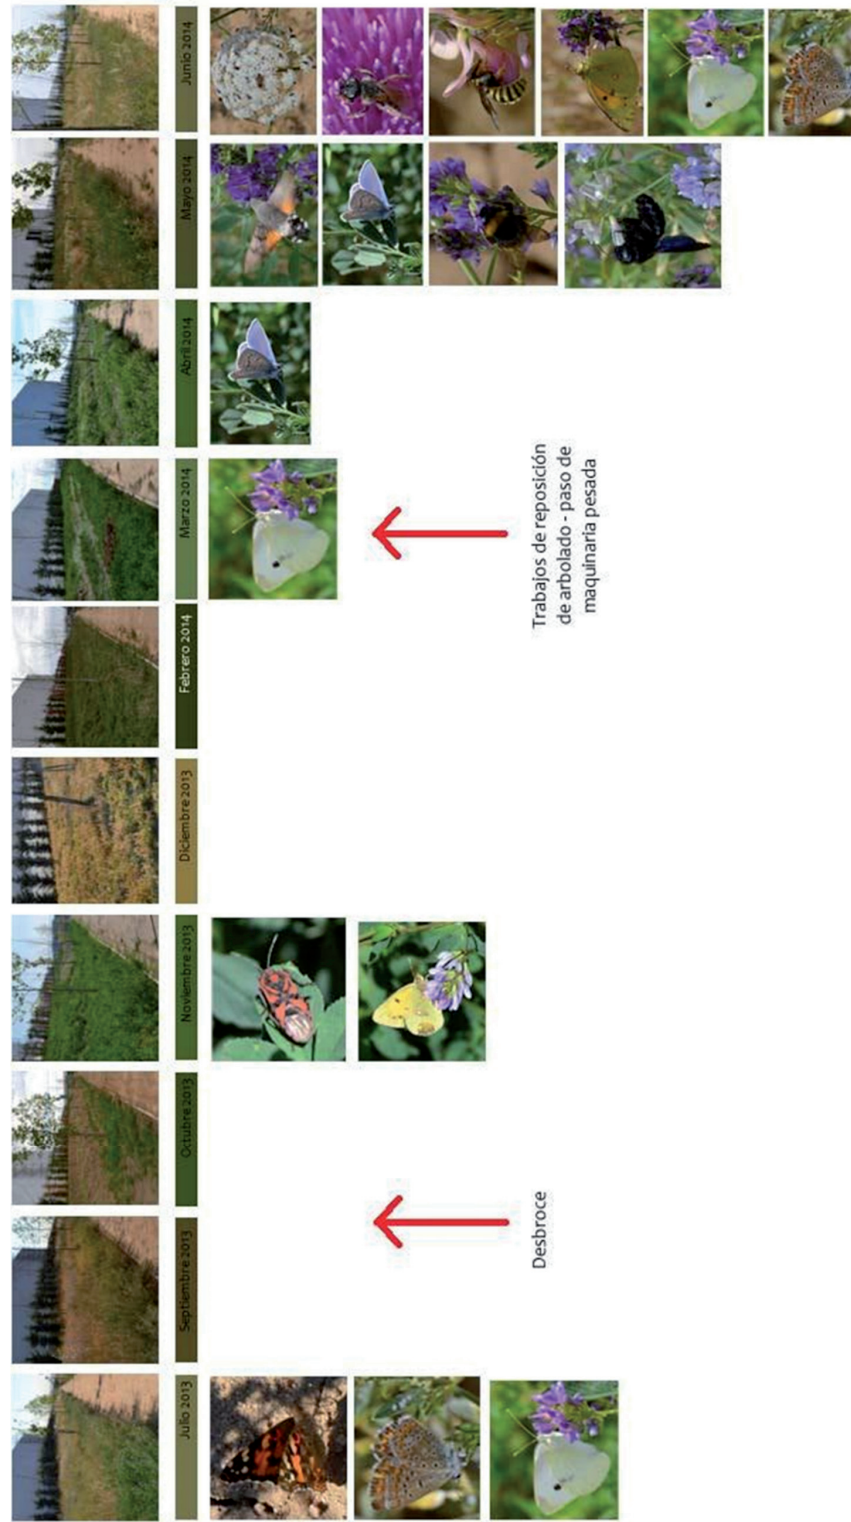 Julio 2013
Septiembre 2013
Octubre 2013
Noviembre 2013
Diciembre 2013
Febrero 2014
Marzo 2014
Abril 2014
Mayo 2014
Junio 2014
Desbroce
Trabajos de reposición
de arbolado - paso de
maquinaria pesada